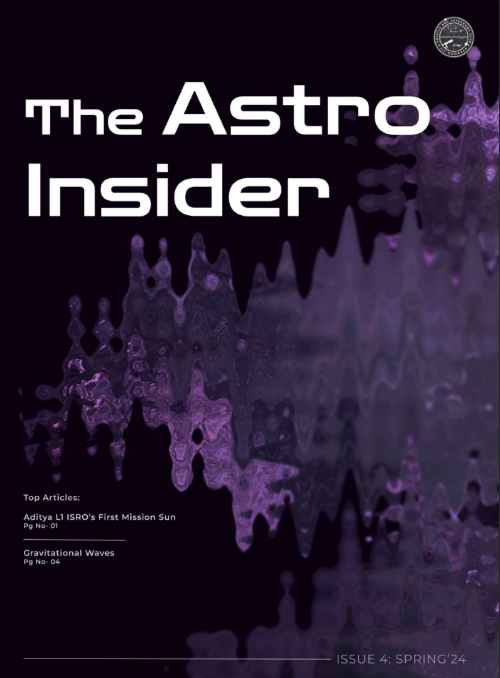 The Astro
Insider
Top Articles:
Aditya L1 ISRO's First Mission Sun
Pg No- 01
Gravitational Waves
Pg No- 04
ISSUE 4: SPRING'24